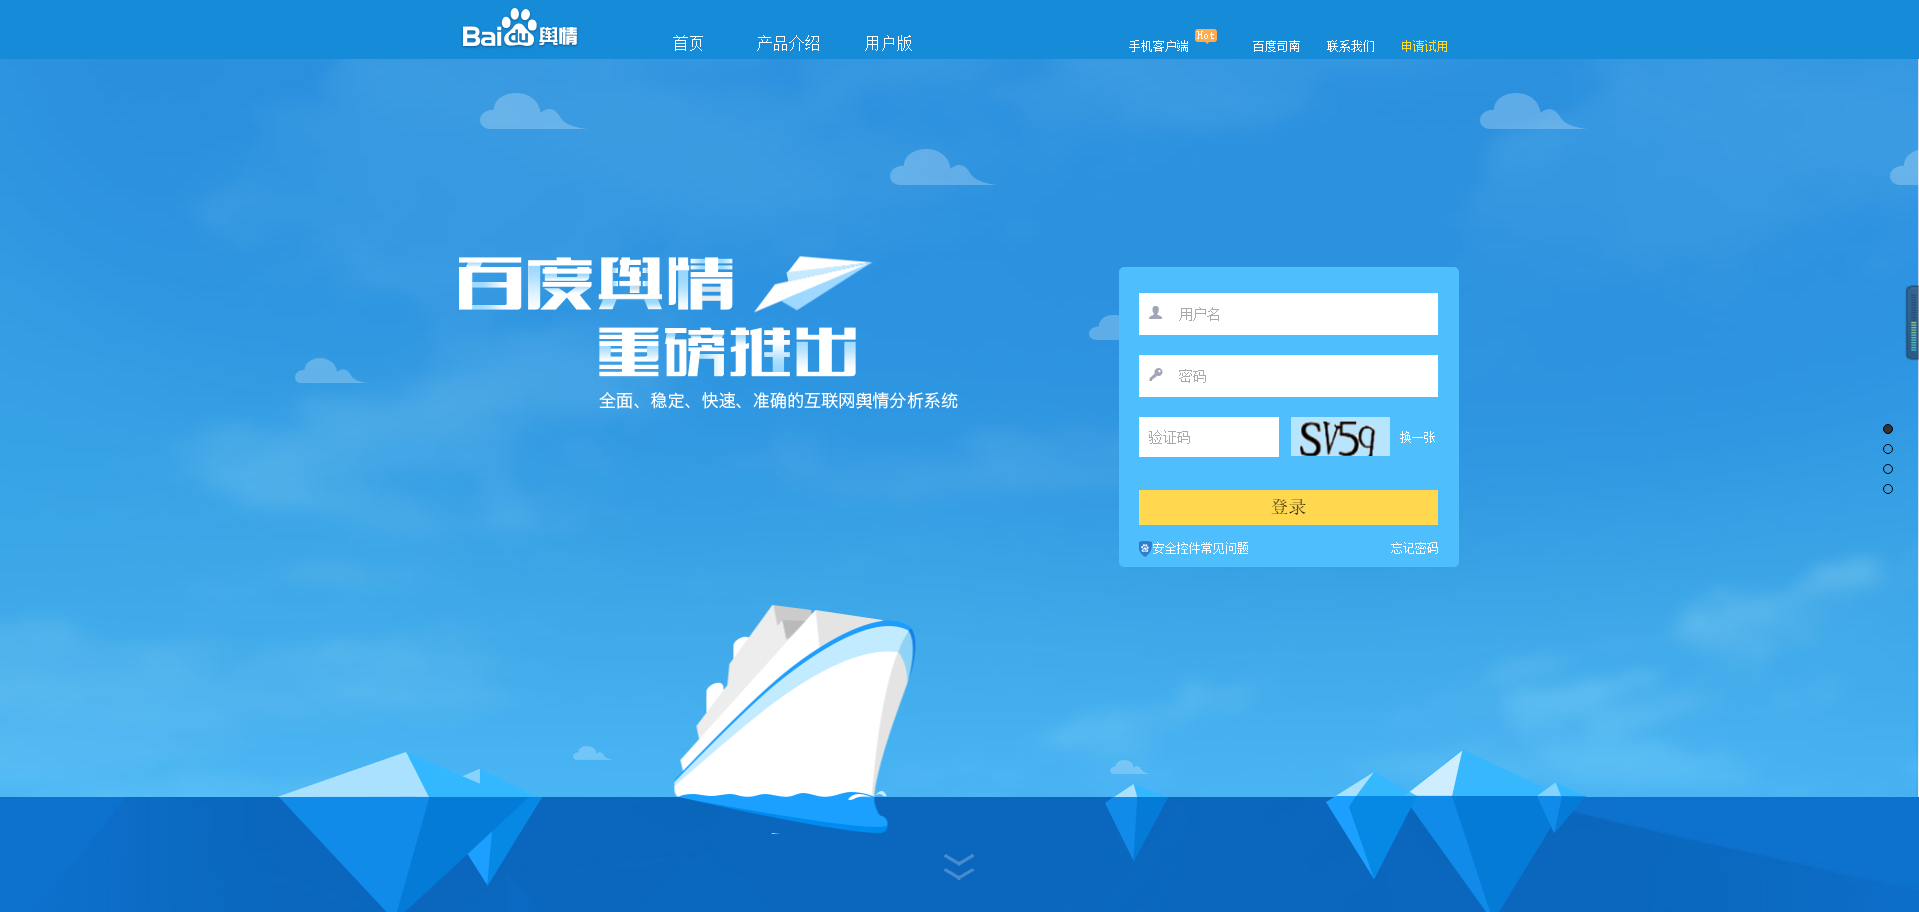 Bai du 舆情
首页 产品介绍 用户版 手机客户端 Hot 百度司南 联系我们 申请试用
百度舆情
重磅推出
全面、稳定、快速、准确的互联网舆情分析系统
用户名
密码
验证码 SV59 换一张
登录
安全控件常见问题 忘记密码